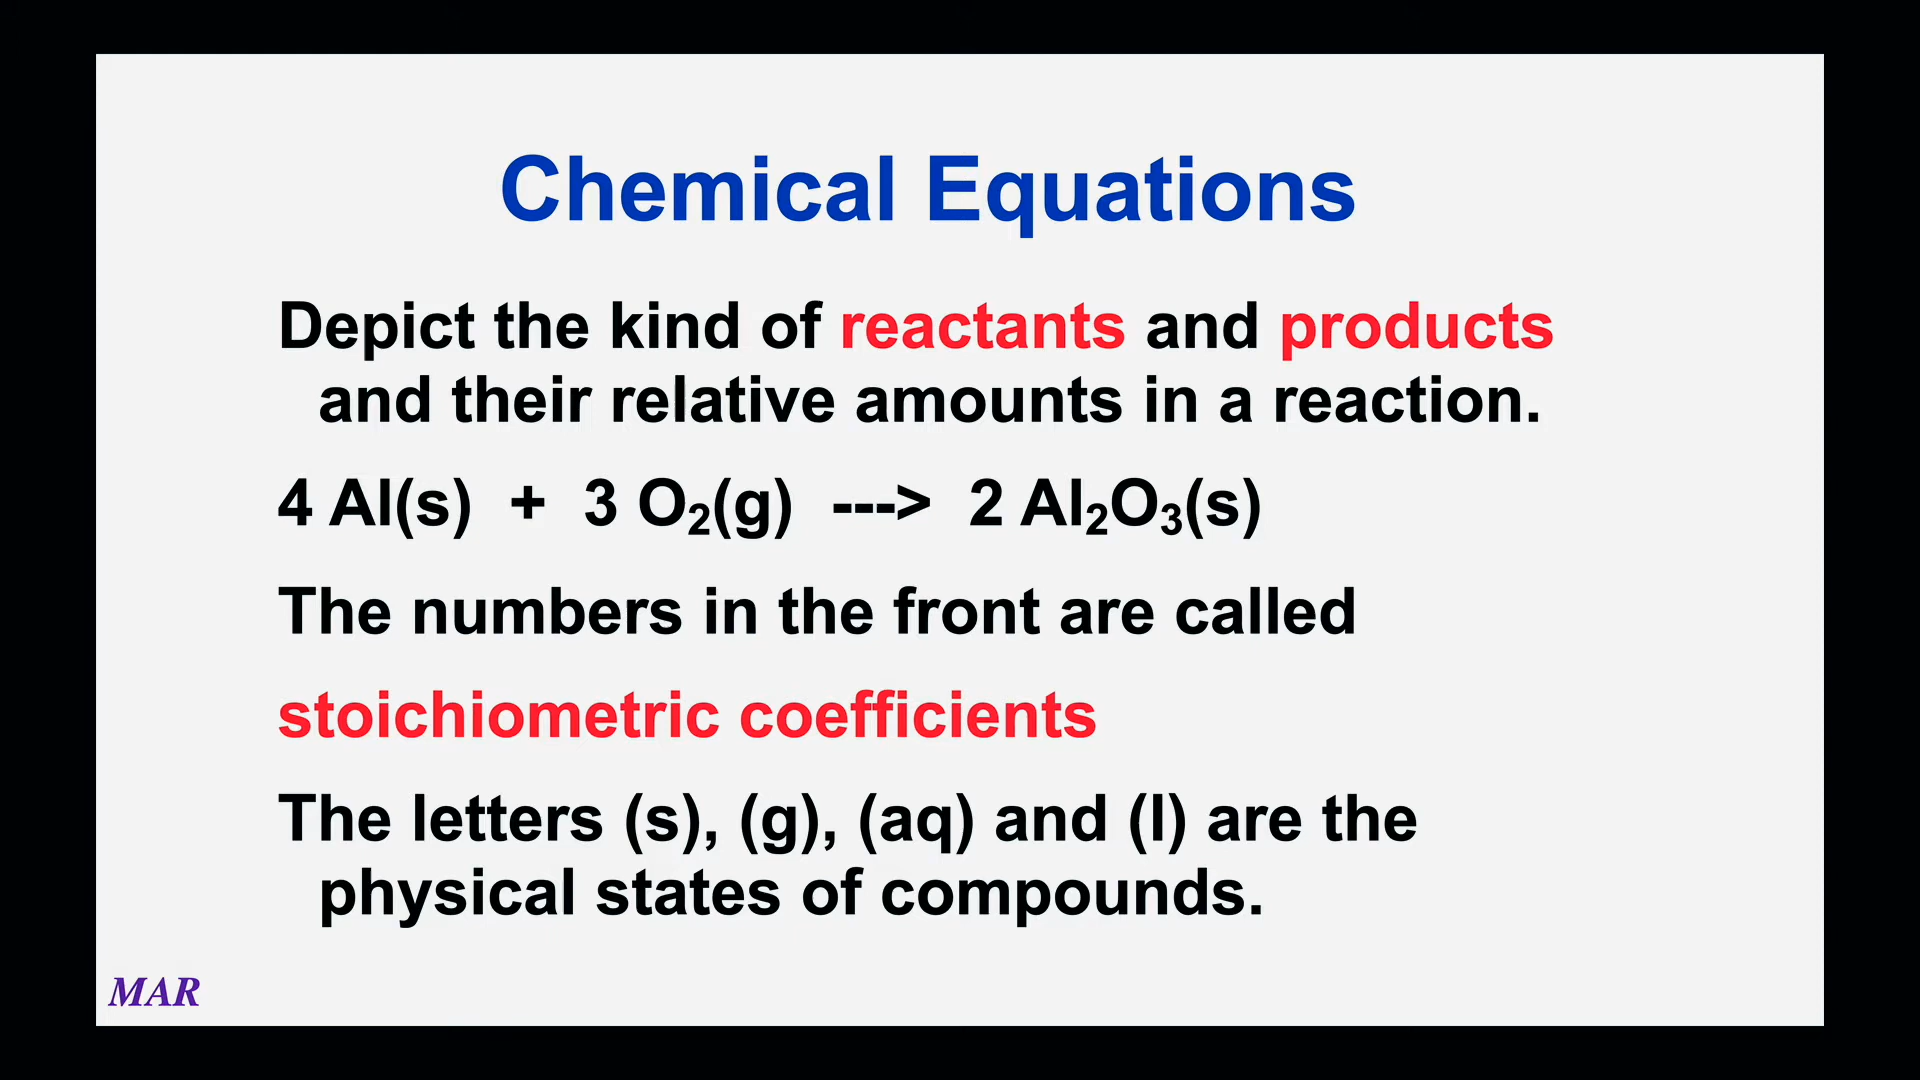 Chemical Equations
Depict the kind of reactants and products
and their relative amounts in a reaction.
4 Al(s) + 3 O₂(g) ---> 2 Al₂O₃(s)
The numbers in the front are called
stoichiometric coefficients
The letters (s), (g), (aq) and (l) are the
physical states of compounds.
MAR